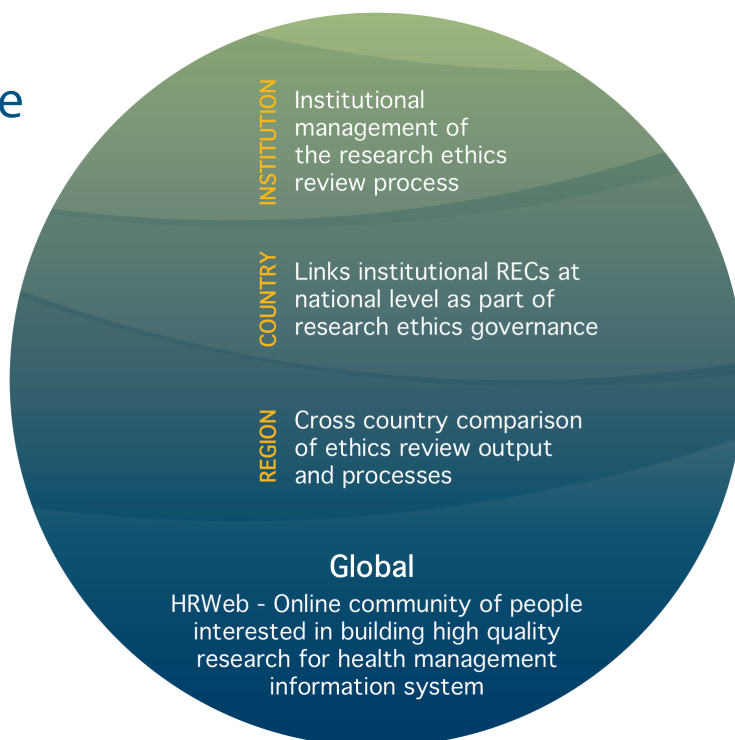 e
INSTITUTION
Institutional
management of
the research ethics
review process
COUNTRY
Links institutional RECs at
national level as part of
research ethics governance
REGION
Cross country comparison
of ethics review output
and processes
Global
HRWeb - Online community of people
interested in building high quality
research for health management
information system